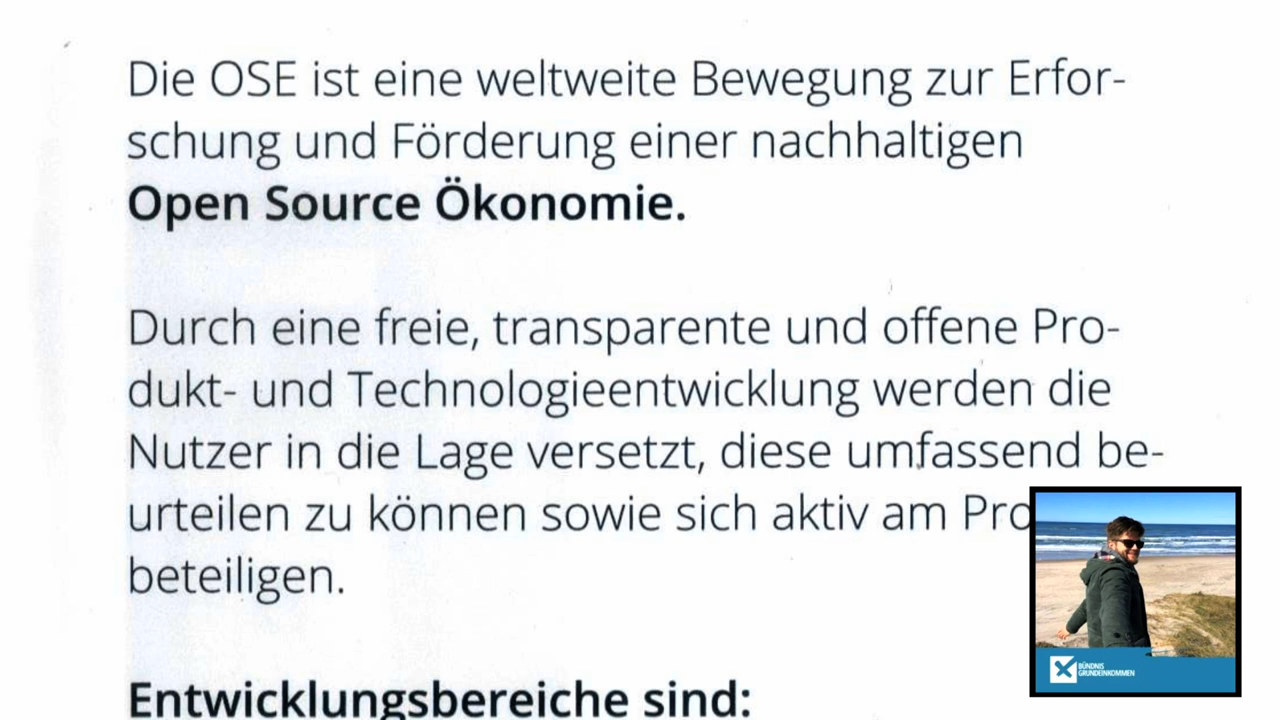 Die OSE ist eine weltweite Bewegung zur Erfor-
schung und Förderung einer nachhaltigen
Open Source Ökonomie.
Durch eine freie, transparente und offene Pro-
dukt- und Technologieentwicklung werden die
Nutzer in die Lage versetzt, diese umfassend be-
urteilen zu können sowie sich aktiv am Pro
beteiligen.
Entwicklungsbereiche sind:
BÜNDNIS
GRUNDEINKOMMEN